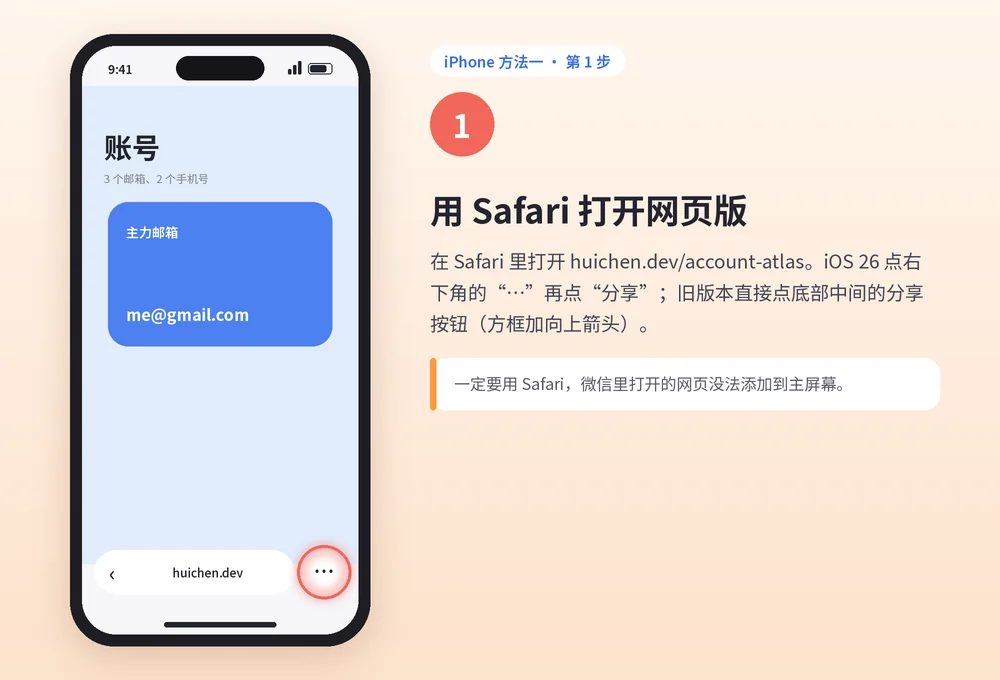 9:41
账号
3 个邮箱、2 个手机号
主力邮箱
me@gmail.com
‹
huichen.dev
···
iPhone 方法一 · 第 1 步
1
用 Safari 打开网页版
在 Safari 里打开 huichen.dev/account-atlas。iOS 26 点右
下角的“···”再点“分享”；旧版本直接点底部中间的分享
按钮（方框加向上箭头）。
一定要用 Safari，微信里打开的网页没法添加到主屏幕。